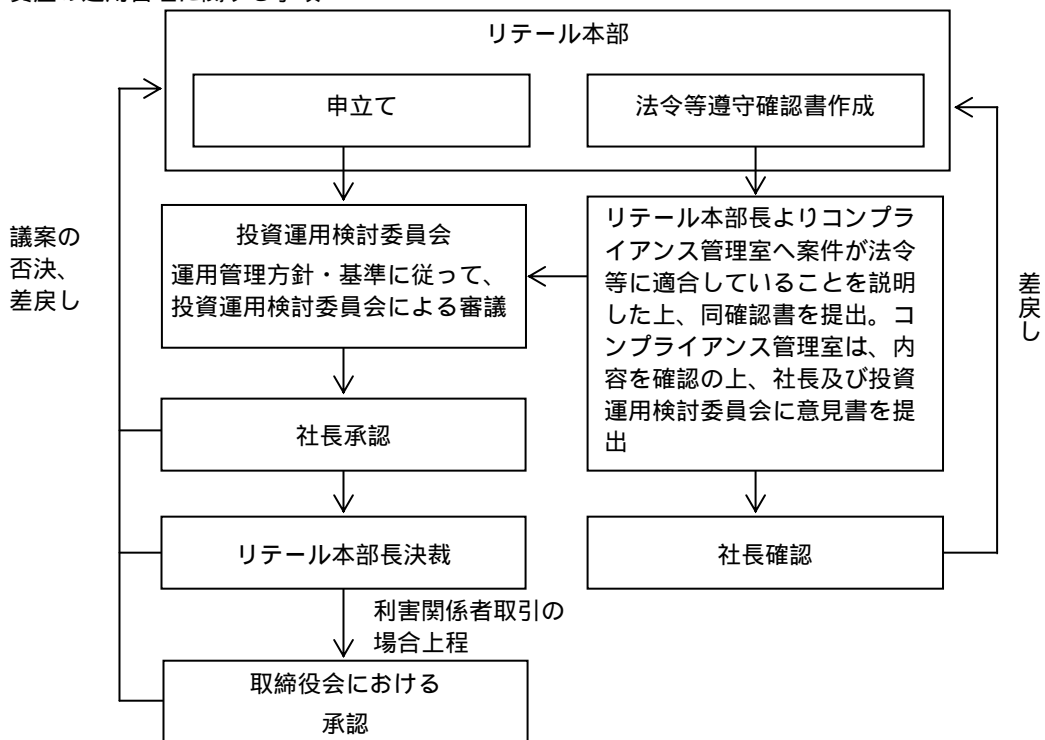 リテール本部
申立て
法令等遵守確認書作成
議案の
否決、
差戻し
投資運用検討委員会
運用管理方針・基準に従って、
投資運用検討委員会による審議
リテール本部長よりコンプラ
イアンス管理室へ案件が法令
等に適合していることを説明
した上、同確認書を提出。コ
ンプライアンス管理室は、内
容を確認の上、社長及び投資
運用検討委員会に意見書を提
出
差戻し
社長承認
リテール本部長決裁
社長確認
利害関係者取引の
場合上程
取締役会における
承認